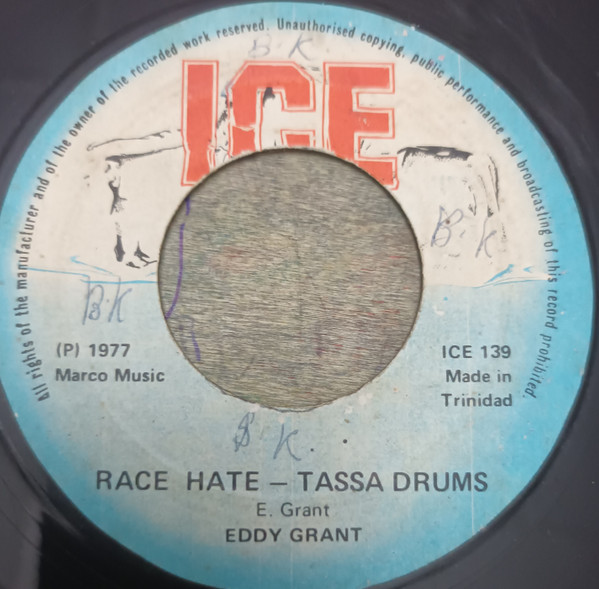 All rights of the manufacturer and of the owner of the recorded work reserved. Unauthorised copying, public performance and broadcasting of this record prohibited.
B.K
ICE
B.K
B.K
(P) 1977
Marco Music
ICE 139
Made in
Trinidad
B K.
RACE HATE – TASSA DRUMS
E. Grant
EDDY GRANT